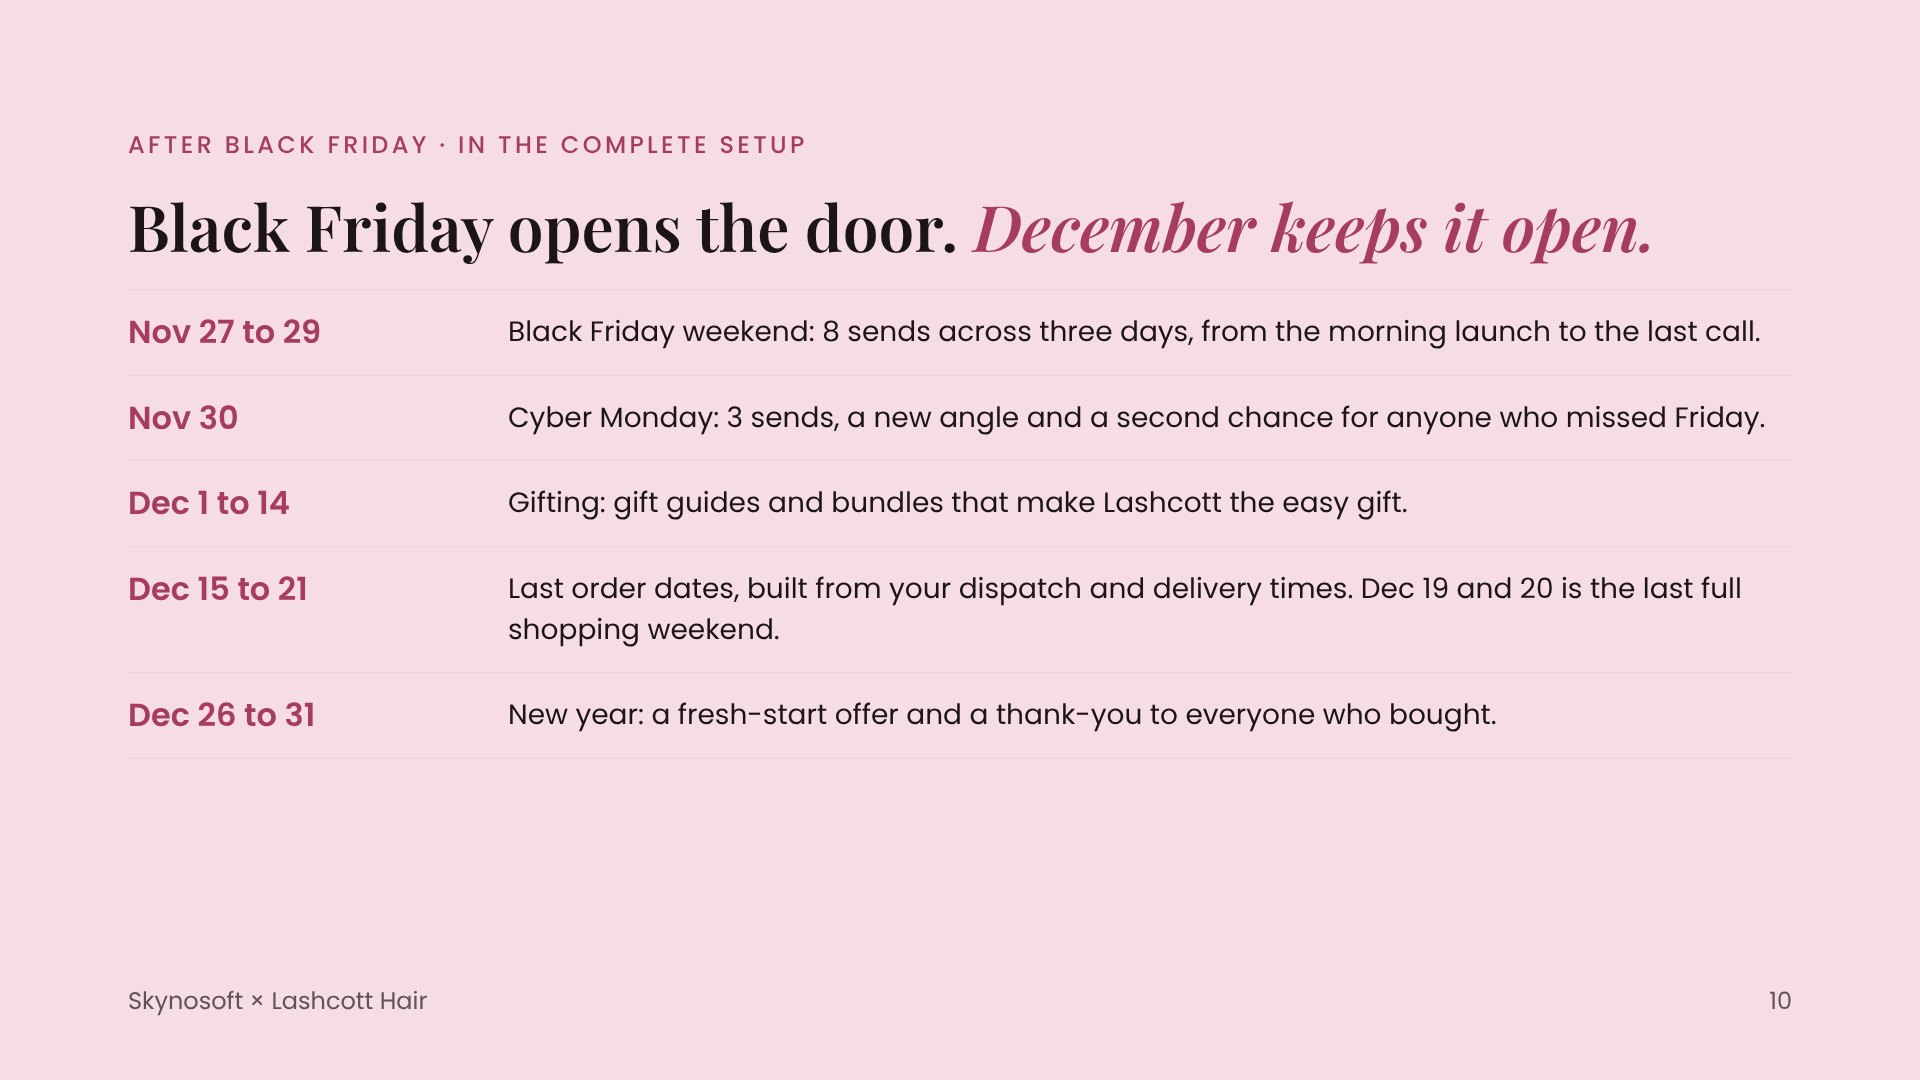 AFTER BLACK FRIDAY · IN THE COMPLETE SETUP
Black Friday opens the door. December keeps it open.
Nov 27 to 29
Black Friday weekend: 8 sends across three days, from the morning launch to the last call.
Nov 30
Cyber Monday: 3 sends, a new angle and a second chance for anyone who missed Friday.
Dec 1 to 14
Gifting: gift guides and bundles that make Lashcott the easy gift.
Dec 15 to 21
Last order dates, built from your dispatch and delivery times. Dec 19 and 20 is the last full
shopping weekend.
Dec 26 to 31
New year: a fresh-start offer and a thank-you to everyone who bought.
Skynosoft × Lashcott Hair
10